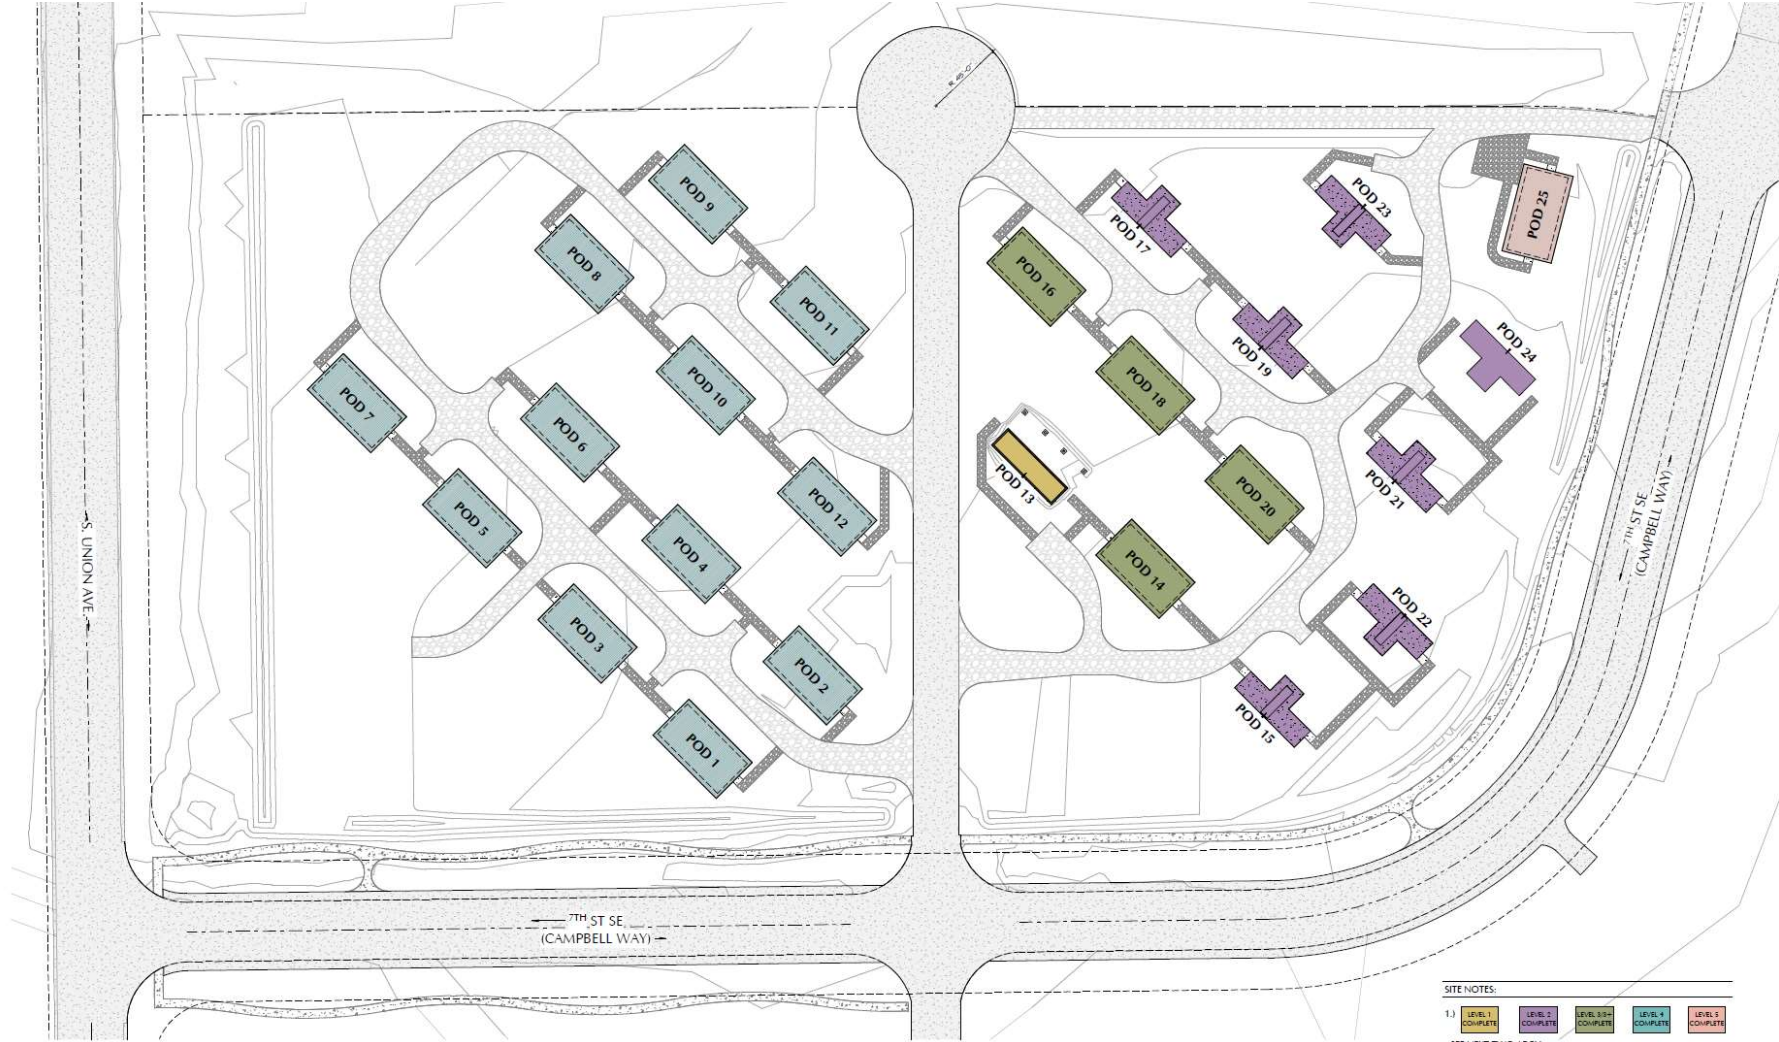 R 48'-0"
POD 9
POD 8
POD 11
POD 7
POD 10
POD 6
POD 12
POD 5
POD 4
POD 3
POD 2
POD 1
POD 17
POD 23
POD 25
POD 16
POD 19
POD 24
POD 18
POD 13
POD 21
POD 20
POD 14
POD 22
POD 15
S. UNION AVE.
7TH ST SE
(CAMPBELL WAY)
7TH ST SE
(CAMPBELL WAY)
SITE NOTES:
1.)
LEVEL 1
COMPLETE
LEVEL 2
COMPLETE
LEVEL 3/3+
COMPLETE
LEVEL 4
COMPLETE
LEVEL 5
COMPLETE